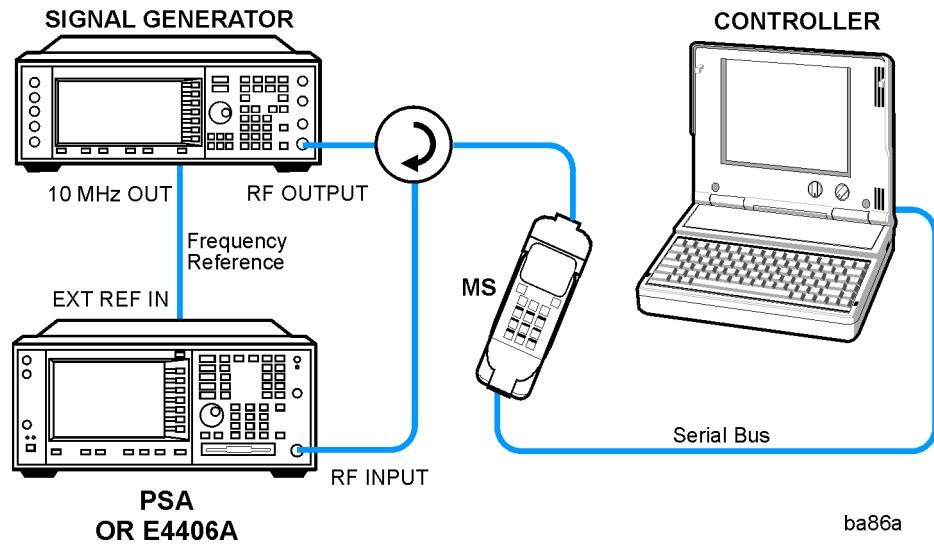 SIGNAL GENERATOR
CONTROLLER
10 MHz OUT
RF OUTPUT
Frequency
Reference
EXT REF IN
MS
Serial Bus
RF INPUT
PSA
OR E4406A
ba86a